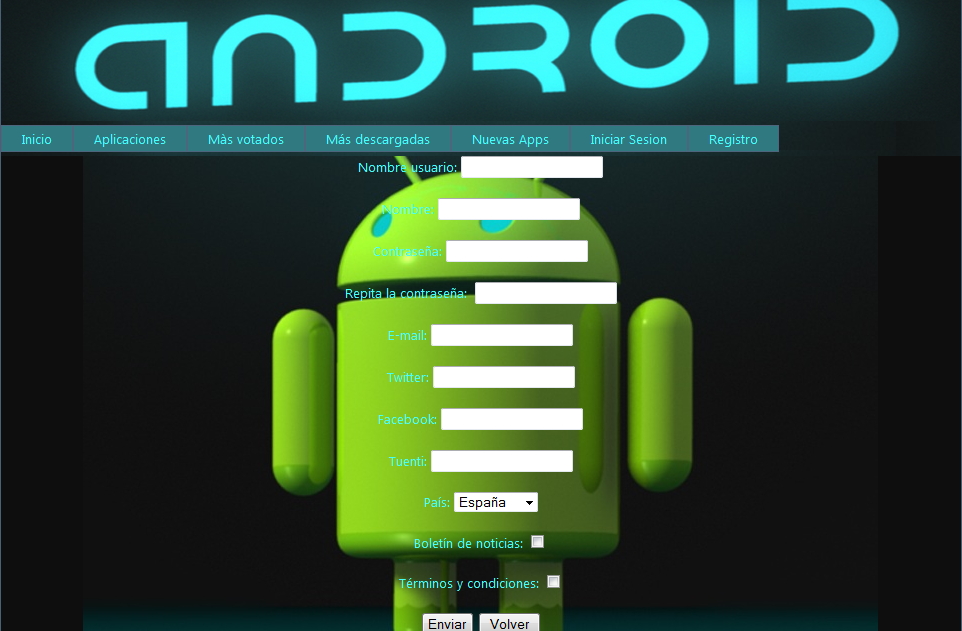 ANDROID
Inicio Aplicaciones Màs votados Más descargadas Nuevas Apps Iniciar Sesion Registro
Nombre usuario:
Nombre:
Contraseña:
Repita la contraseña:
E-mail:
Twitter:
Facebook:
Tuenti:
País: España
Boletín de noticias:
Términos y condiciones:
Enviar Volver